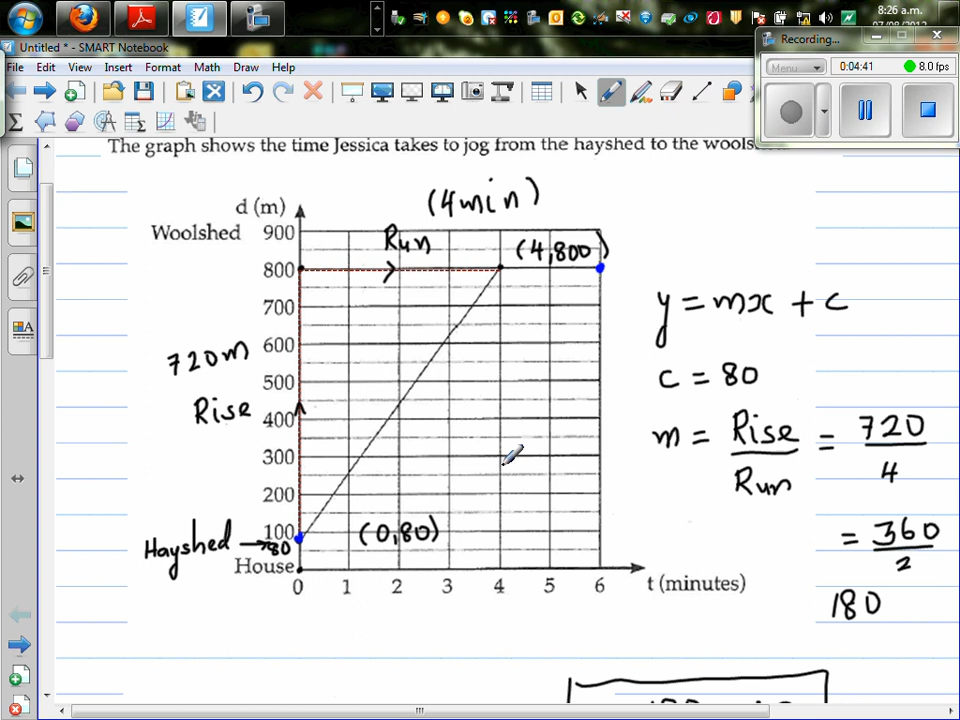 8:26 a.m.
07/08/2012
Untitled * - SMART Notebook
Recording...
File Edit View Insert Format Math Draw Help
Menu 0:04:41 8.0 fps
The graph shows the time Jessica takes to jog from the hayshed to the
d (m) (4min)
Woolshed 900
Run (4,800)
800
700
y = mx + c
600
720m
c = 80
500
Rise 400
m = Rise/Run = 720/4
300
200
100 (0,80)
Hayshed → 80
= 360/2
House
0 1 2 3 4 5 6 t (minutes)
180